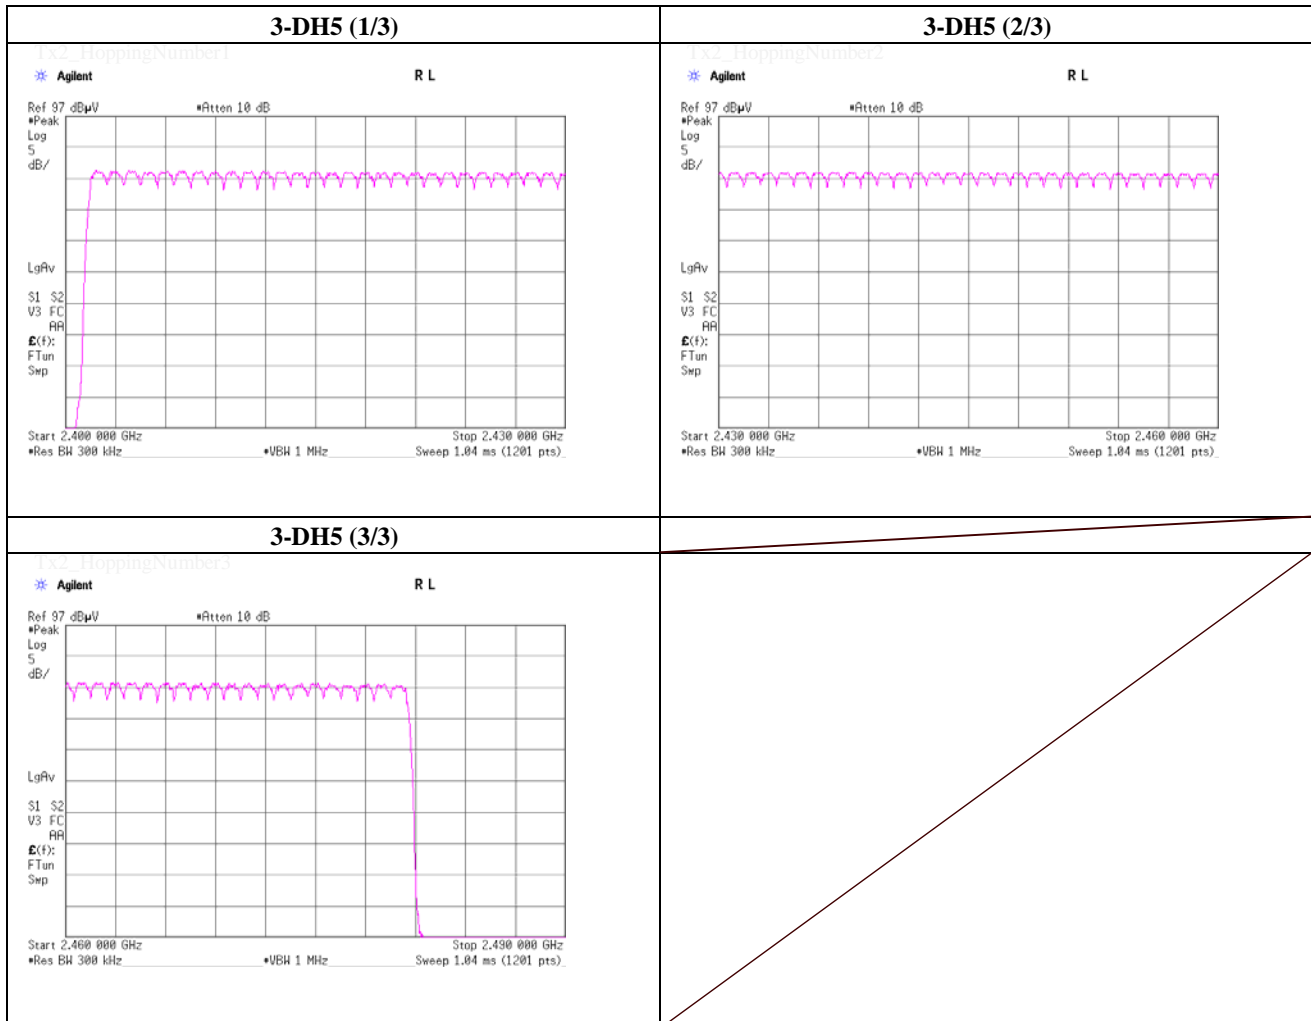 3-DH5 (1/3)
3-DH5 (2/3)
Tx2_HoppingNumber1
Agilent
R L
Ref 97 dBµV
#Atten 10 dB
#Peak
Log
5
dB/
LgAv
S1 S2
V3 FC
AA
£(f):
FTun
Swp
Start 2.400 000 GHz
Stop 2.430 000 GHz
#Res BW 300 kHz
#VBW 1 MHz
Sweep 1.04 ms (1201 pts)
Tx2_HoppingNumber2
Agilent
R L
Ref 97 dBµV
#Atten 10 dB
#Peak
Log
5
dB/
LgAv
S1 S2
V3 FC
AA
£(f):
FTun
Swp
Start 2.430 000 GHz
Stop 2.460 000 GHz
#Res BW 300 kHz
#VBW 1 MHz
Sweep 1.04 ms (1201 pts)
3-DH5 (3/3)
Tx2_HoppingNumber3
Agilent
R L
Ref 97 dBµV
#Atten 10 dB
#Peak
Log
5
dB/
LgAv
S1 S2
V3 FC
AA
£(f):
FTun
Swp
Start 2.460 000 GHz
Stop 2.430 000 GHz
#Res BW 300 kHz
#VBW 1 MHz
Sweep 1.04 ms (1201 pts)